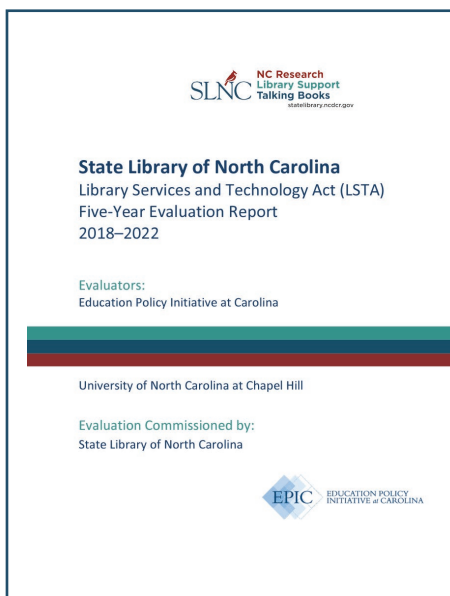 SLNC
NC Research
Library Support
Talking Books
statelibrary.ncdcr.gov
State Library of North Carolina
Library Services and Technology Act (LSTA)
Five-Year Evaluation Report
2018–2022
Evaluators:
Education Policy Initiative at Carolina
University of North Carolina at Chapel Hill
Evaluation Commissioned by:
State Library of North Carolina
EPIC
EDUCATION POLICY
INITIATIVE at CAROLINA